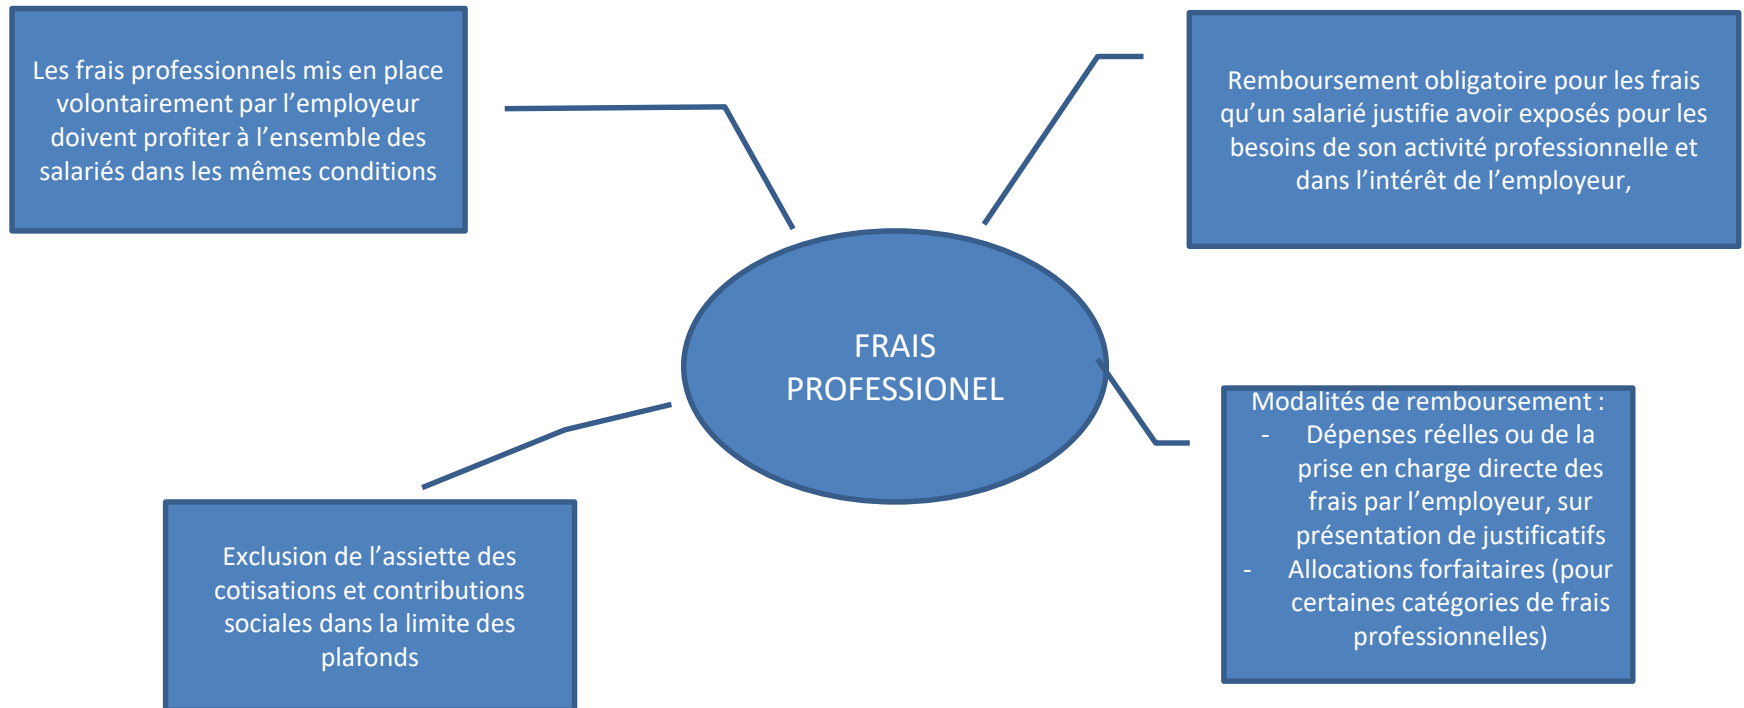 Les frais professionnels mis en place
volontairement par l’employeur
doivent profiter à l’ensemble des
salariés dans les mêmes conditions
Remboursement obligatoire pour les frais
qu’un salarié justifie avoir exposés pour les
besoins de son activité professionnelle et
dans l’intérêt de l’employeur,
FRAIS
PROFESSIONEL
Modalités de remboursement :
- Dépenses réelles ou de la
prise en charge directe des
frais par l’employeur, sur
présentation de justificatifs
- Allocations forfaitaires (pour
certaines catégories de frais
professionnelles)
Exclusion de l’assiette des
cotisations et contributions
sociales dans la limite des
plafonds